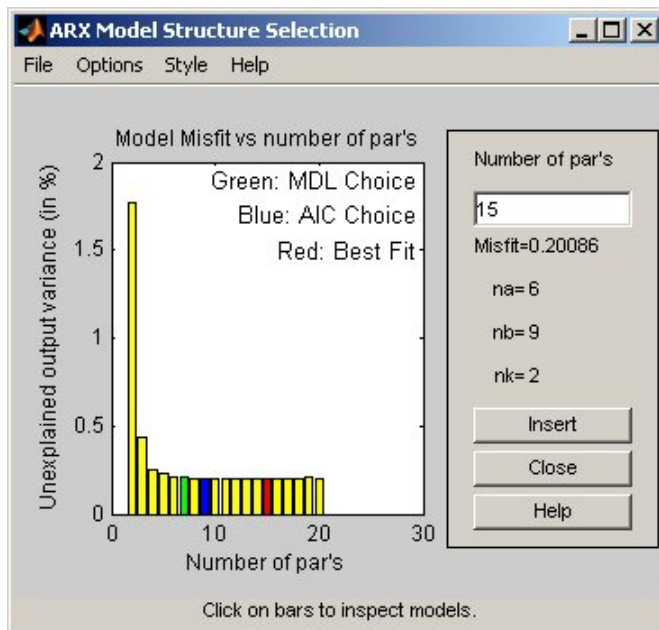 ARX Model Structure Selection
File Options Style Help
Model Misfit vs number of par's
Unexplained output variance (in %)
2
1.5
1
0.5
0
Green: MDL Choice
Blue: AIC Choice
Red: Best Fit
0 10 20 30
Number of par's
Number of par's
15
Misfit=0.20086
na= 6
nb= 9
nk= 2
Insert
Close
Help
Click on bars to inspect models.